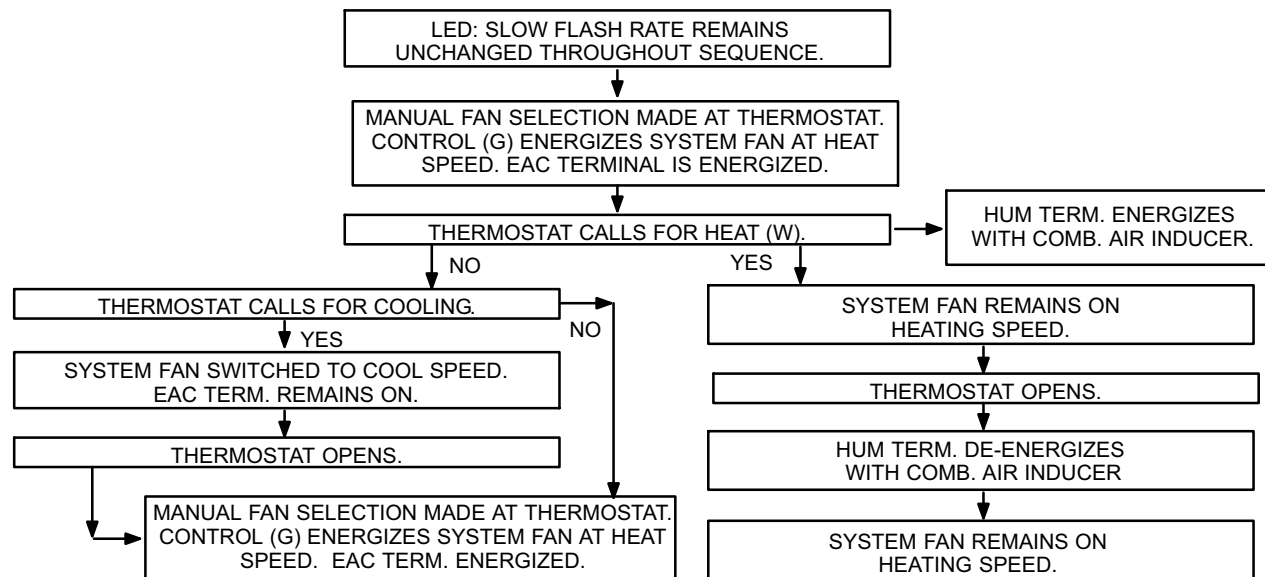 LED: SLOW FLASH RATE REMAINS
UNCHANGED THROUGHOUT SEQUENCE.
MANUAL FAN SELECTION MADE AT THERMOSTAT.
CONTROL (G) ENERGIZES SYSTEM FAN AT HEAT
SPEED. EAC TERMINAL IS ENERGIZED.
THERMOSTAT CALLS FOR HEAT (W).
HUM TERM. ENERGIZES
WITH COMB. AIR INDUCER.
NO
YES
THERMOSTAT CALLS FOR COOLING.
NO
YES
SYSTEM FAN SWITCHED TO COOL SPEED.
EAC TERM. REMAINS ON.
THERMOSTAT OPENS.
MANUAL FAN SELECTION MADE AT THERMOSTAT.
CONTROL (G) ENERGIZES SYSTEM FAN AT HEAT
SPEED. EAC TERM. ENERGIZED.
SYSTEM FAN REMAINS ON
HEATING SPEED.
THERMOSTAT OPENS.
HUM TERM. DE-ENERGIZES
WITH COMB. AIR INDUCER
SYSTEM FAN REMAINS ON
HEATING SPEED.